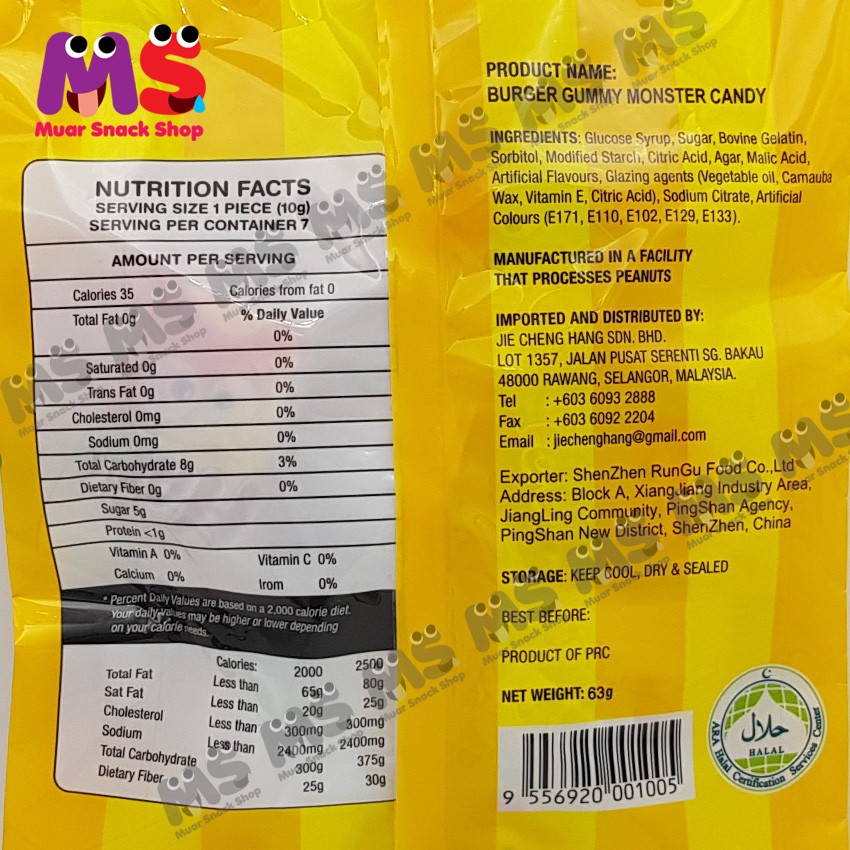 MS
Muar Snack Shop
NUTRITION FACTS
SERVING SIZE 1 PIECE (10g)
SERVING PER CONTAINER 7
AMOUNT PER SERVING
Calories 35 Calories from fat 0
Total Fat 0g % Daily Value
0%
Saturated 0g 0%
Trans Fat 0g 0%
Cholesterol 0mg 0%
Sodium 0mg 0%
Total Carbohydrate 8g 3%
Dietary Fiber 0g 0%
Sugar 5g
Protein <1g
Vitamin A 0% Vitamin C 0%
Calcium 0% Irom 0%
* Percent Daily Values are based on a 2,000 calorie diet.
Your daily values may be higher or lower depending
on your calorie needs.
Calories: 2000 2500
Total Fat Less than 65g 80g
Sat Fat Less than 20g 25g
Cholesterol Less than 300mg 300mg
Sodium Less than 2400mg 2400mg
Total Carbohydrate 300g 375g
Dietary Fiber 25g 30g
PRODUCT NAME:
BURGER GUMMY MONSTER CANDY
INGREDIENTS: Glucose Syrup, Sugar, Bovine Gelatin,
Sorbitol, Modified Starch, Citric Acid, Agar, Malic Acid,
Artificial Flavours, Glazing agents (Vegetable oil, Carnauba
Wax, Vitamin E, Citric Acid), Sodium Citrate, Artificial
Colours (E171, E110, E102, E129, E133).
MANUFACTURED IN A FACILITY
THAT PROCESSES PEANUTS
IMPORTED AND DISTRIBUTED BY:
JIE CHENG HANG SDN. BHD.
LOT 1357, JALAN PUSAT SERENTI SG. BAKAU
48000 RAWANG, SELANGOR, MALAYSIA.
Tel : +603 6093 2888
Fax : +603 6092 2204
Email : jiechenghang@gmail.com
Exporter: ShenZhen RunGu Food Co.,Ltd
Address: Block A, XiangJiang Industry Area,
JiangLing Community, PingShan Agency,
PingShan New District, ShenZhen, China
STORAGE: KEEP COOL, DRY & SEALED
BEST BEFORE:
PRODUCT OF PRC
NET WEIGHT: 63g
9 556920 001005
حلال
HALAL
ARA Halal Certification Services Center